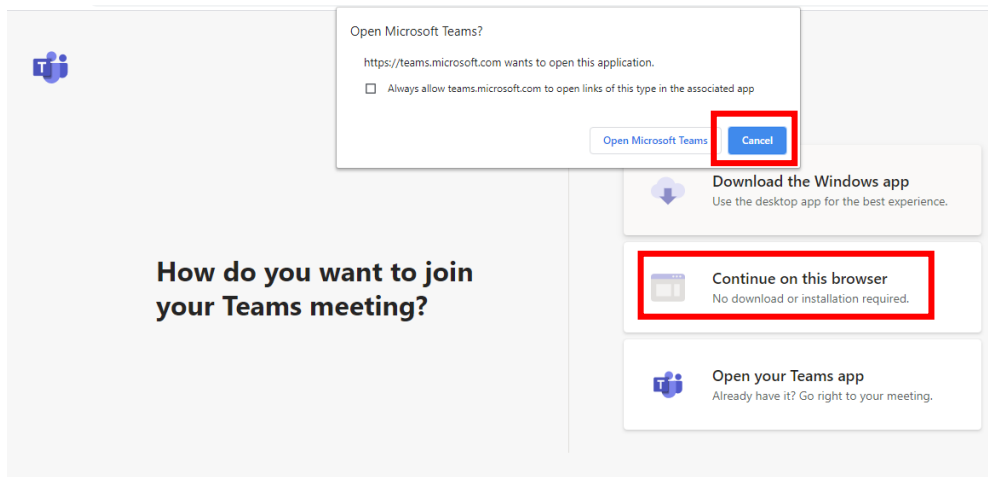 Open Microsoft Teams?
https://teams.microsoft.com wants to open this application.
Always allow teams.microsoft.com to open links of this type in the associated app
Open Microsoft Teams
Cancel
T
Download the Windows app
Use the desktop app for the best experience.
How do you want to join
your Teams meeting?
Continue on this browser
No download or installation required.
T
Open your Teams app
Already have it? Go right to your meeting.